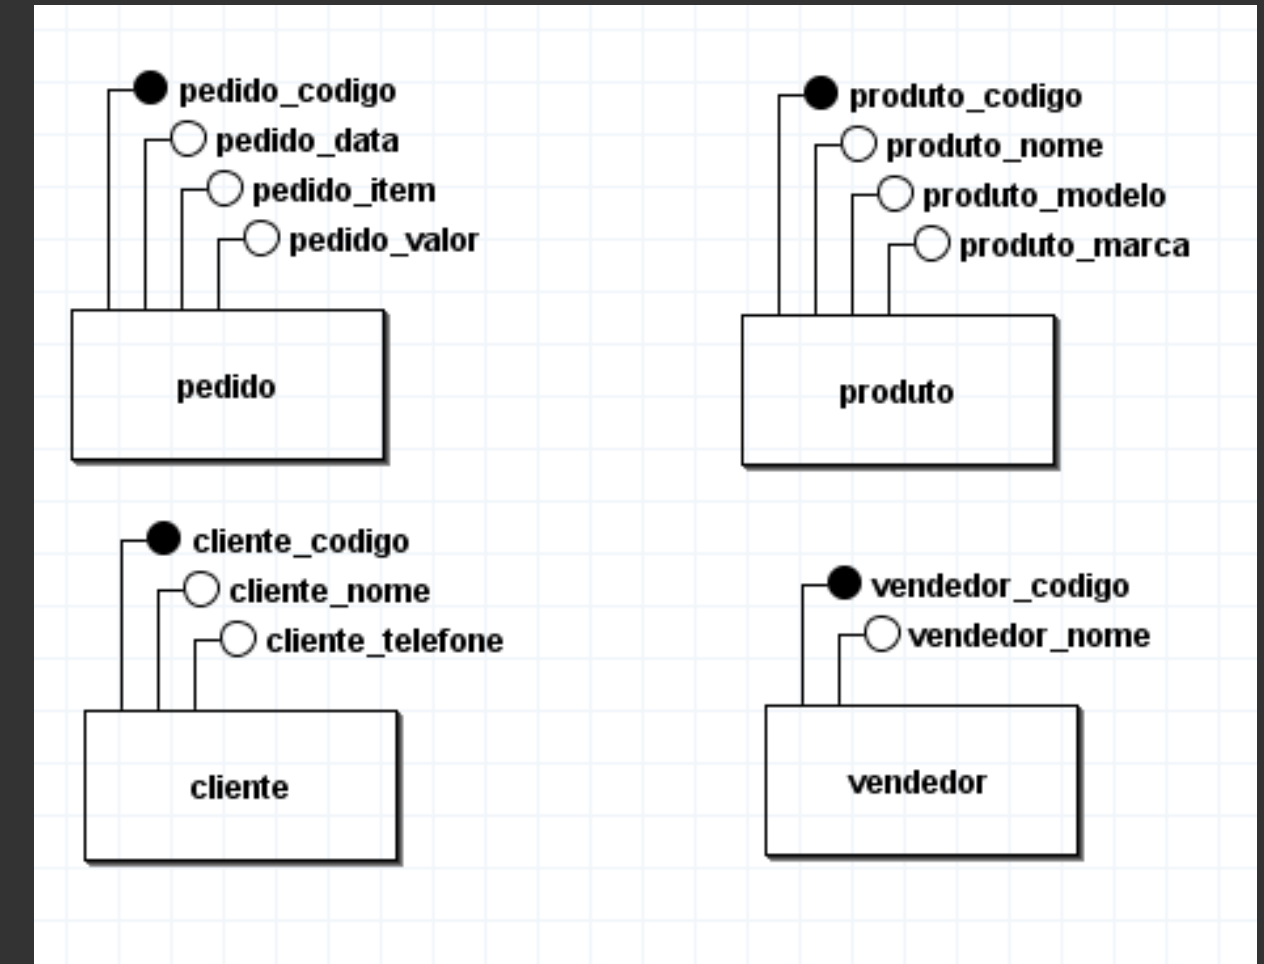 pedido_codigo
pedido_data
pedido_item
pedido_valor
pedido
produto_codigo
produto_nome
produto_modelo
produto_marca
produto
cliente_codigo
cliente_nome
cliente_telefone
cliente
vendedor_codigo
vendedor_nome
vendedor